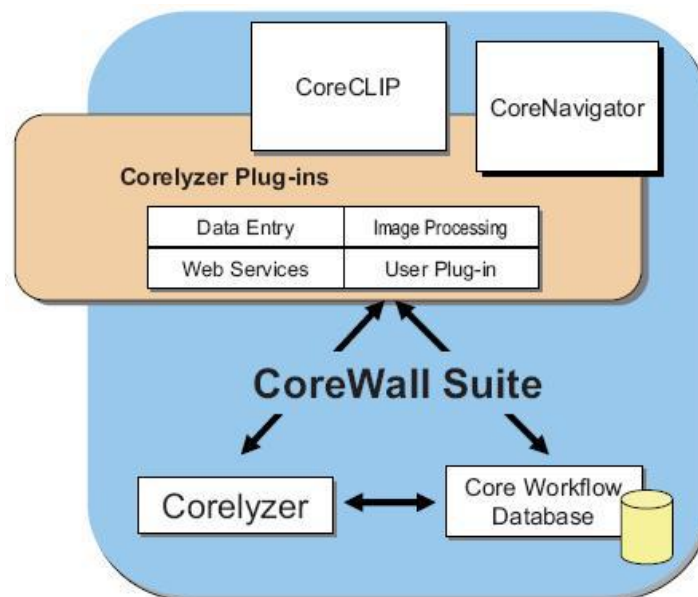 CoreCLIP
CoreNavigator
Corelyzer Plug-ins
Data Entry
Image Processing
Web Services
User Plug-in
CoreWall Suite
Corelyzer
Core Workflow
Database